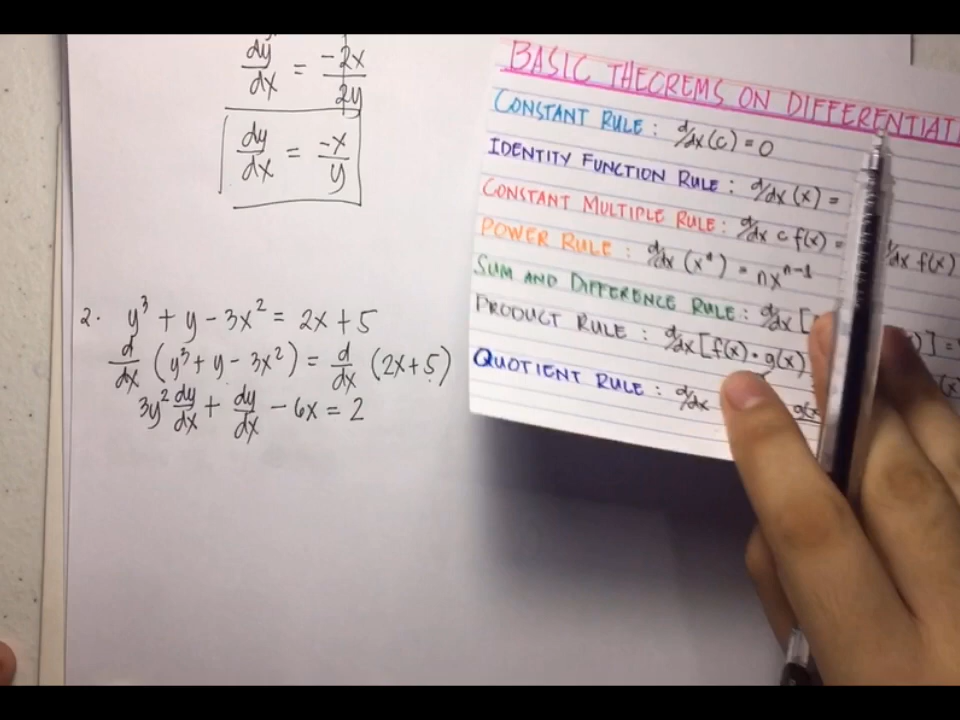 dy/dx = -2x/2y
dy/dx = -x/y
2. y³ + y - 3x² = 2x + 5
d/dx (y³ + y - 3x²) = d/dx (2x + 5)
3y² dy/dx + dy/dx - 6x = 2
BASIC THEOREMS ON DIFFERENTIATI
CONSTANT RULE : d/dx (c) = 0
IDENTITY FUNCTION RULE : d/dx (x) =
CONSTANT MULTIPLE RULE : d/dx c f(x) = d/dx f(x)
POWER RULE : d/dx (xⁿ) = nxⁿ⁻¹
SUM AND DIFFERENCE RULE : d/dx [ )] =
PRODUCT RULE : d/dx [f(x) · g(x) (x)
QUOTIENT RULE : d/dx g(x